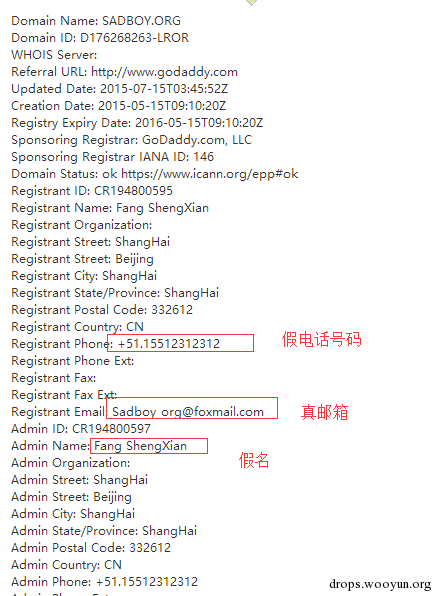 Domain Name: SADBOY.ORG
Domain ID: D176268263-LROR
WHOIS Server:
Referral URL: http://www.godaddy.com
Updated Date: 2015-07-15T03:45:52Z
Creation Date: 2015-05-15T09:10:20Z
Registry Expiry Date: 2016-05-15T09:10:20Z
Sponsoring Registrar: GoDaddy.com, LLC
Sponsoring Registrar IANA ID: 146
Domain Status: ok https://www.icann.org/epp#ok
Registrant ID: CR194800595
Registrant Name: Fang ShengXian
Registrant Organization:
Registrant Street: ShangHai
Registrant Street: Beijing
Registrant City: ShangHai
Registrant State/Province: ShangHai
Registrant Postal Code: 332612
Registrant Country: CN
Registrant Phone: +51.15512312312 假电话号码
Registrant Phone Ext:
Registrant Fax:
Registrant Fax Ext:
Registrant Email: Sadboy_org@foxmail.com 真邮箱
Admin ID: CR194800597
Admin Name: Fang ShengXian
假名
Admin Organization:
Admin Street: ShangHai
Admin Street: Beijing
Admin City: ShangHai
Admin State/Province: ShangHai
Admin Postal Code: 332612
Admin Country: CN
Admin Phone: +51.15512312312
drops.wooyun.org